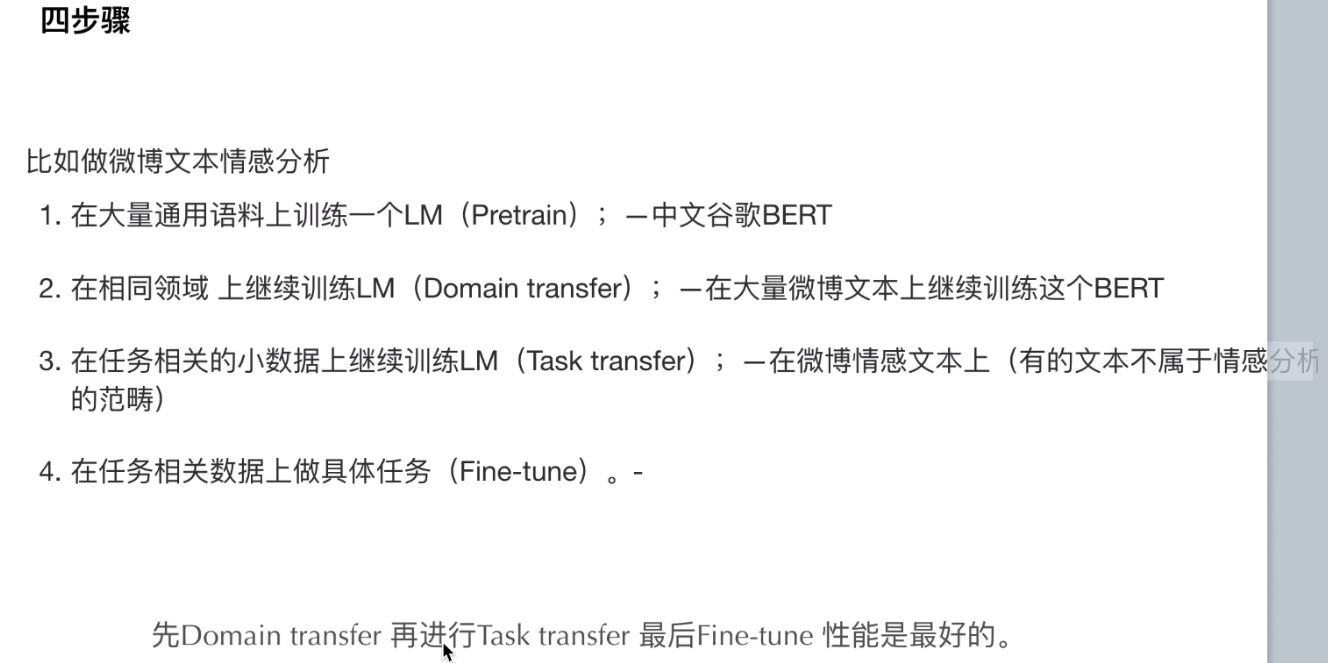 四步骤
比如做微博文本情感分析
1. 在大量通用语料上训练一个LM（Pretrain）； —中文谷歌BERT
2. 在相同领域 上继续训练LM（Domain transfer）； —在大量微博文本上继续训练这个BERT
3. 在任务相关的小数据上继续训练LM（Task transfer）； —在微博情感文本上（有的文本不属于情感分析
的范畴）
4. 在任务相关数据上做具体任务（Fine-tune）。-
先Domain transfer 再进行Task transfer 最后Fine-tune 性能是最好的。